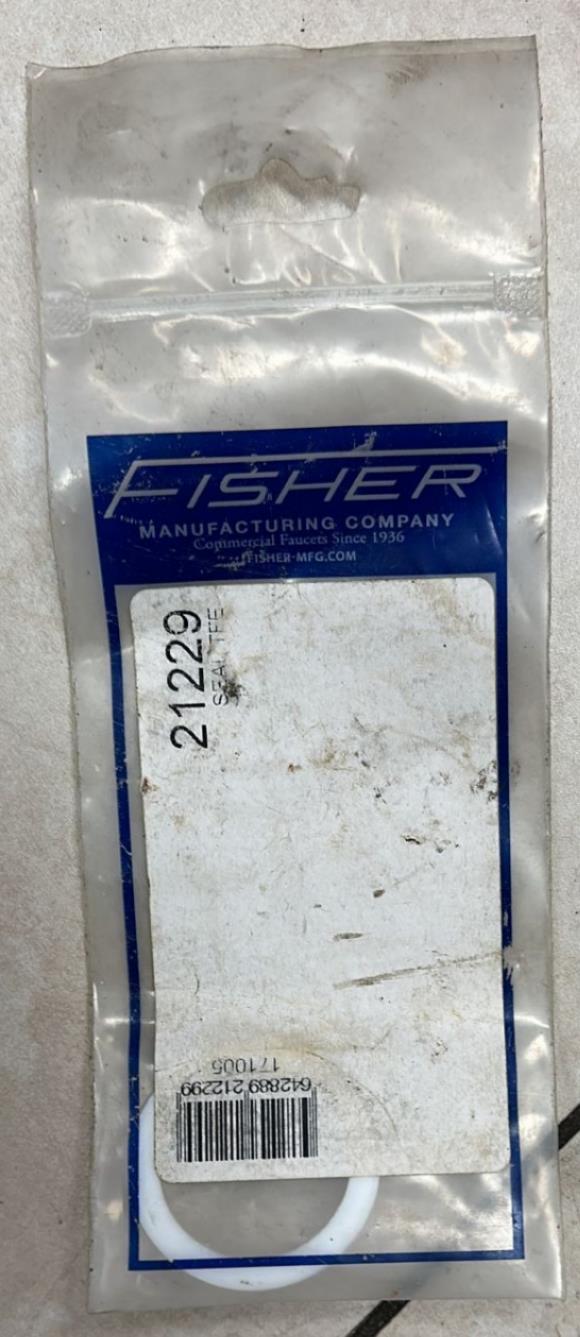 FISHER
MANUFACTURING COMPANY
Commercial Faucets Since 1936
FISHER-MFG.COM
21229
SEAL TFE
171005
642889 212299